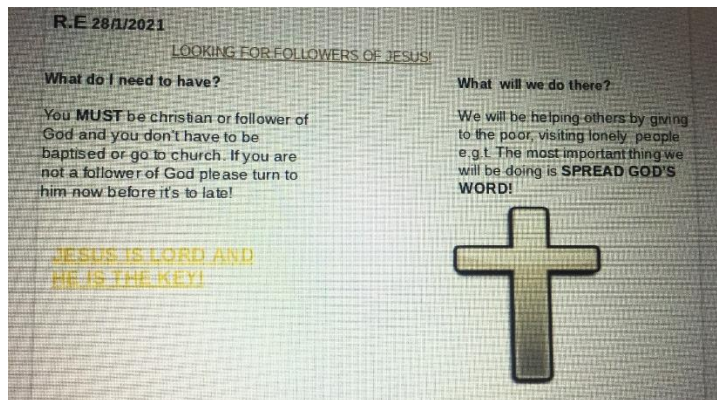 R.E 28/1/2021
LOOKING FOR FOLLOWERS OF JESUS!
What do I need to have?
You MUST be christian or follower of
God and you don't have to be
baptised or go to church. If you are
not a follower of God please turn to
him now before it's to late!
JESUS IS LORD AND
HE IS THE KEY!
What will we do there?
We will be helping others by giving
to the poor, visiting lonely people
e.g.t. The most important thing we
will be doing is SPREAD GOD'S
WORD!